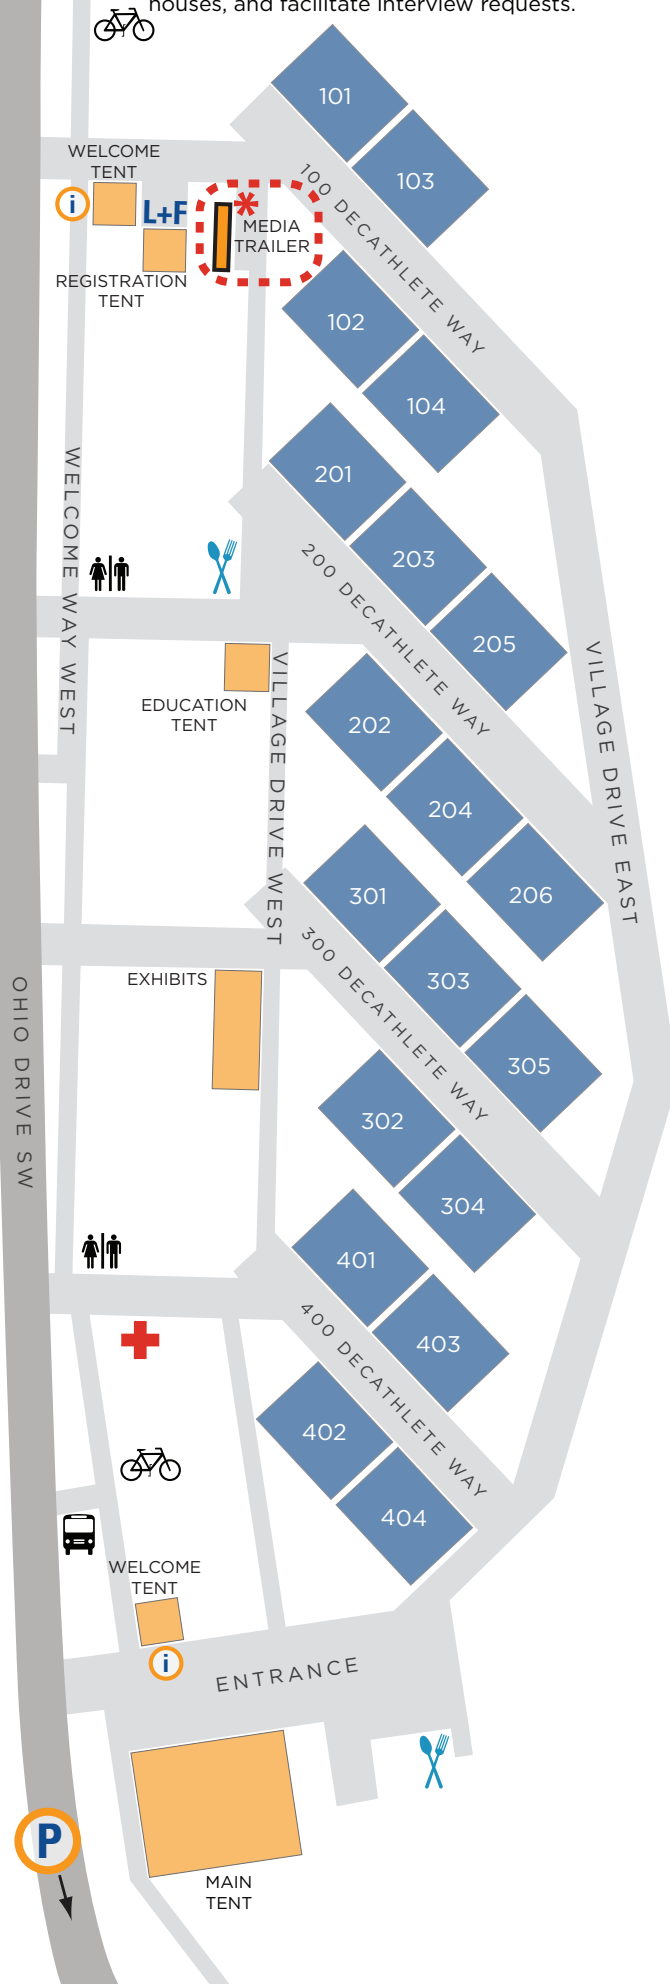 houses, and facilitate interview requests.
101
103
100 DECATHLETE WAY
WELCOME
TENT
i
L+F
*
MEDIA
TRAILER
REGISTRATION
TENT
102
104
201
203
205
200 DECATHLETE WAY
WELCOME WAY WEST
EDUCATION
TENT
VILLAGE DRIVE WEST
VILLAGE DRIVE EAST
202
204
206
301
303
305
300 DECATHLETE WAY
EXHIBITS
OHIO DRIVE SW
302
304
401
403
400 DECATHLETE WAY
402
404
WELCOME
TENT
i
ENTRANCE
P
MAIN
TENT